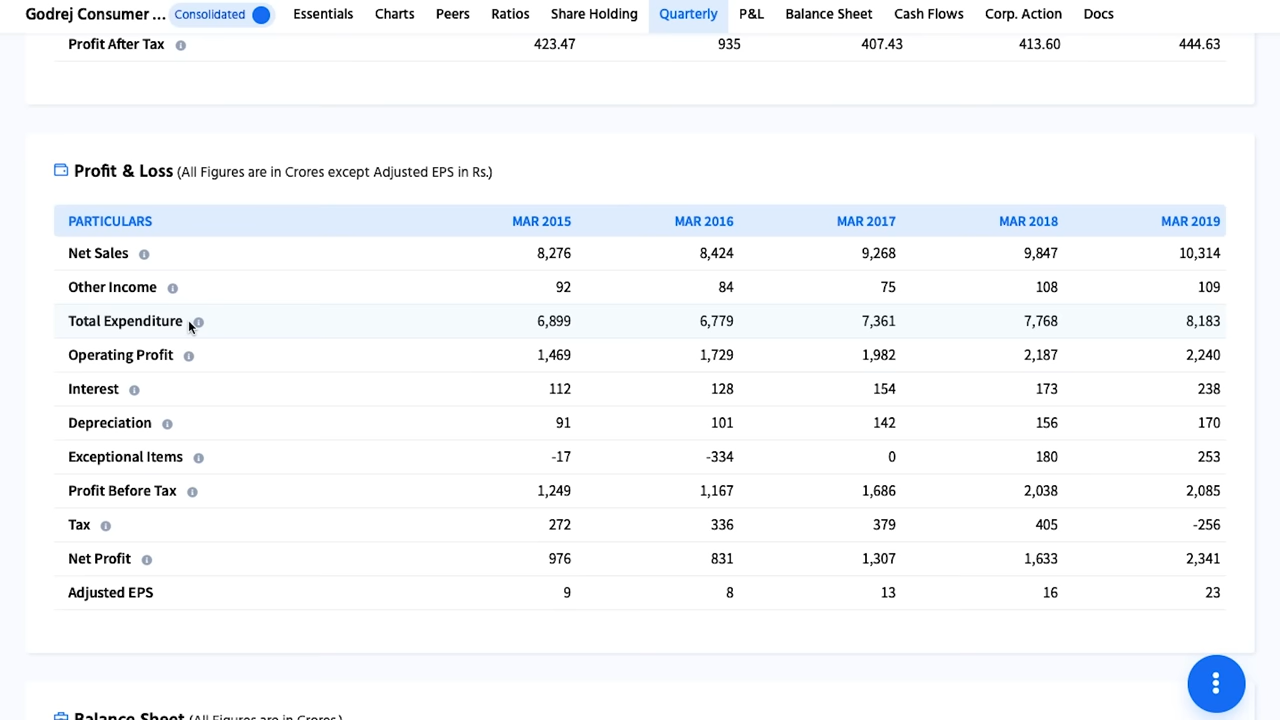 Godrej Consumer ... Consolidated Essentials Charts Peers Ratios Share Holding Quarterly P&L Balance Sheet Cash Flows Corp. Action Docs
Profit After Tax 423.47 935 407.43 413.60 444.63
Profit & Loss (All Figures are in Crores except Adjusted EPS in Rs.)
PARTICULARS MAR 2015 MAR 2016 MAR 2017 MAR 2018 MAR 2019
Net Sales 8,276 8,424 9,268 9,847 10,314
Other Income 92 84 75 108 109
Total Expenditure 6,899 6,779 7,361 7,768 8,183
Operating Profit 1,469 1,729 1,982 2,187 2,240
Interest 112 128 154 173 238
Depreciation 91 101 142 156 170
Exceptional Items -17 -334 0 180 253
Profit Before Tax 1,249 1,167 1,686 2,038 2,085
Tax 272 336 379 405 -256
Net Profit 976 831 1,307 1,633 2,341
Adjusted EPS 9 8 13 16 23
Balance Sheet (All Figures are in Crores.)